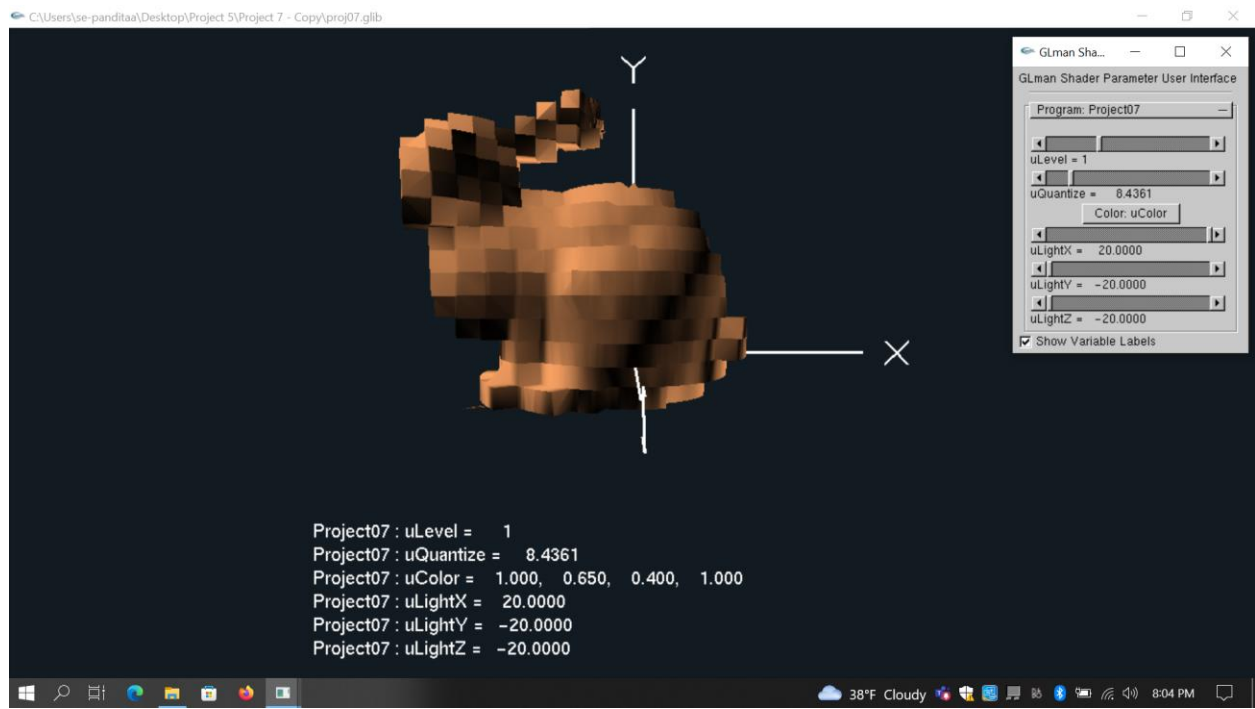 C:\Users\se-panditaa\Desktop\Project 5\Project 7 - Copy\proj07.glib
GLman Sha...
GLman Shader Parameter User Interface
Program: Project07
uLevel = 1
uQuantize = 8.4361
Color: uColor
uLightX = 20.0000
uLightY = -20.0000
uLightZ = -20.0000
Show Variable Labels
Y
X
Project07 : uLevel = 1
Project07 : uQuantize = 8.4361
Project07 : uColor = 1.000, 0.650, 0.400, 1.000
Project07 : uLightX = 20.0000
Project07 : uLightY = -20.0000
Project07 : uLightZ = -20.0000
38°F Cloudy
8:04 PM